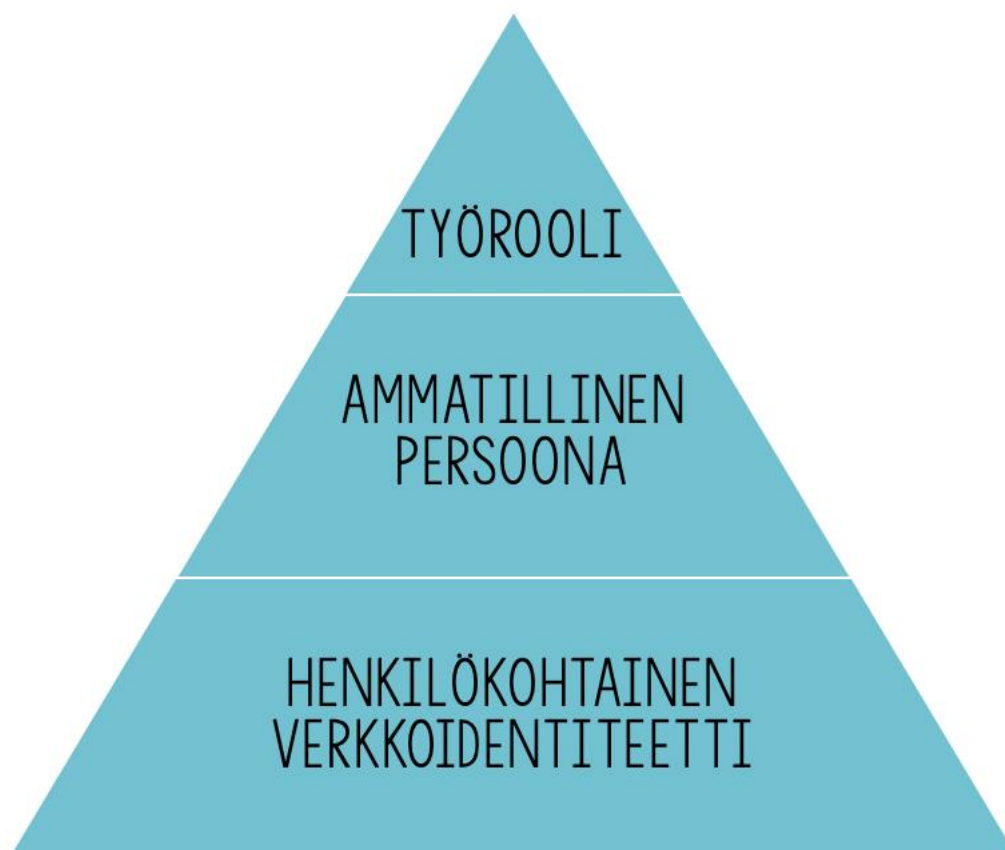 TYÖROOLI
AMMATILLINEN
PERSOONA
HENKILÖKOHTAINEN
VERKKOIDENTITEETTI